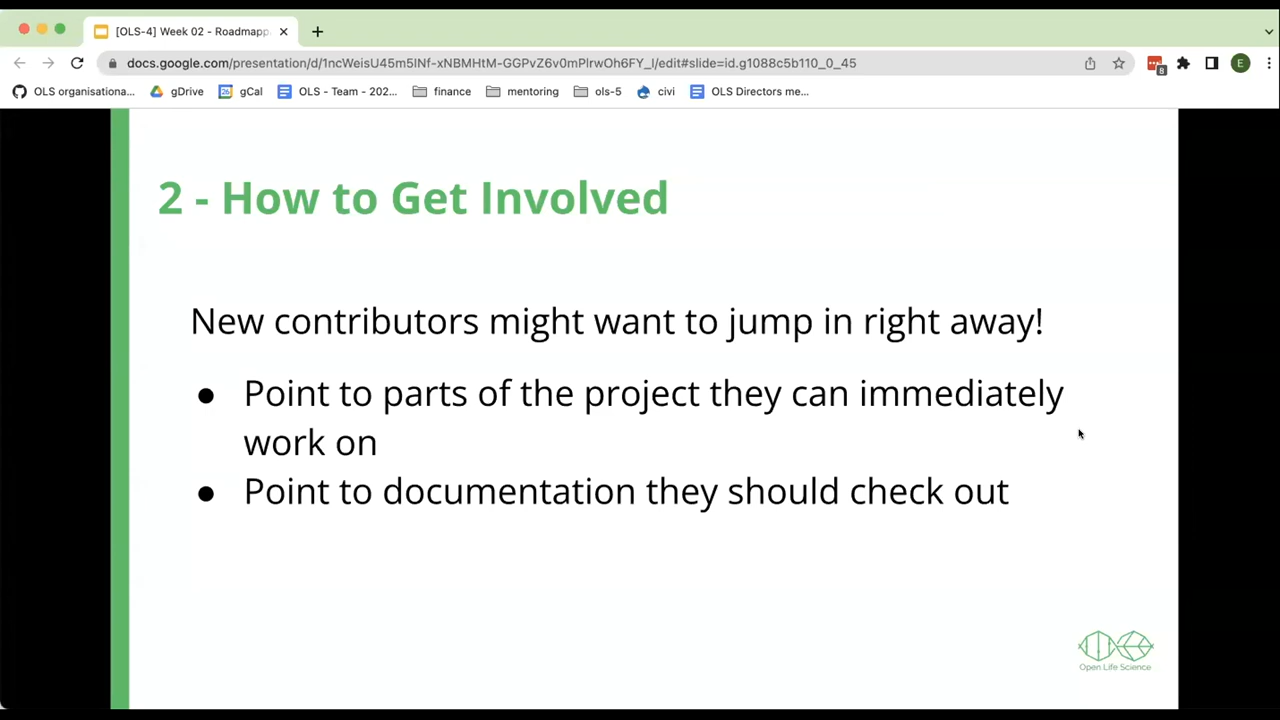 [OLS-4] Week 02 - Roadmapp
docs.google.com/presentation/d/1ncWeisU45m5lNf-xNBMHtM-GGPvZ6v0mPlrwOh6FY_I/edit#slide=id.g1088c5b110_0_45
8
E
OLS organisationa...
gDrive
26
gCal
OLS - Team - 202...
finance
mentoring
ols-5
civi
OLS Directors me...
2 - How to Get Involved
New contributors might want to jump in right away!
● Point to parts of the project they can immediately
work on
● Point to documentation they should check out
Open Life Science